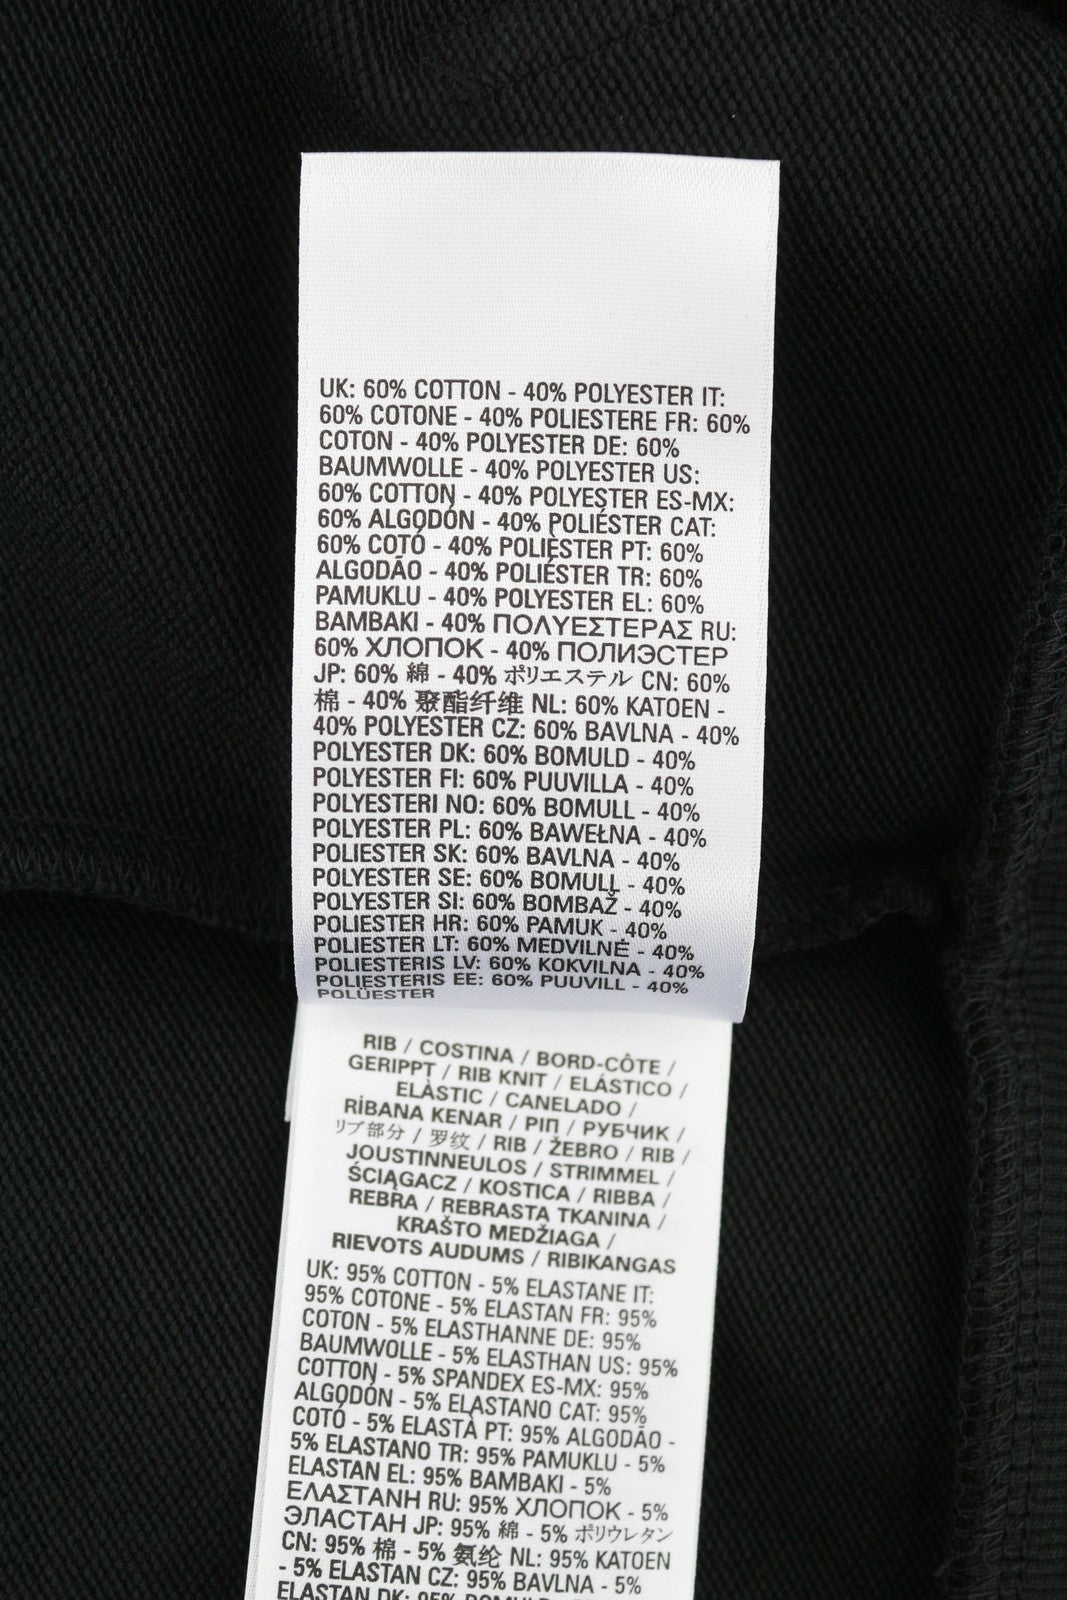 UK: 60% COTTON - 40% POLYESTER IT:
60% COTONE - 40% POLIESTERE FR: 60%
COTON - 40% POLYESTER DE: 60%
BAUMWOLLE - 40% POLYESTER US:
60% COTTON - 40% POLYESTER ES-MX:
60% ALGODÓN - 40% POLIÉSTER CAT:
60% COTÓ - 40% POLIÈSTER PT: 60%
ALGODÃO - 40% POLIÉSTER TR: 60%
PAMUKLU - 40% POLYESTER EL: 60%
ΒΑΜΒΑΚΙ - 40% ΠΟΛΥΕΣΤΕΡΑΣ RU:
60% ХЛОПОК - 40% ПОЛИЭСТЕР
JP: 60% 綿 - 40% ポリエステル CN: 60%
棉 - 40% 聚酯纤维 NL: 60% KATOEN -
40% POLYESTER CZ: 60% BAVLNA - 40%
POLYESTER DK: 60% BOMULD - 40%
POLYESTER FI: 60% PUUVILLA - 40%
POLYESTERI NO: 60% BOMULL - 40%
POLYESTER PL: 60% BAWEŁNA - 40%
POLIESTER SK: 60% BAVLNA - 40%
POLYESTER SE: 60% BOMULL - 40%
POLYESTER SI: 60% BOMBAŽ - 40%
POLIESTER HR: 60% PAMUK - 40%
POLIESTER LT: 60% MEDVILNĖ - 40%
POLIESTERIS LV: 60% KOKVILNA - 40%
POLIESTERIS EE: 60% PUUVILL - 40%
POLÜESTER
RIB / COSTINA / BORD-CÔTE /
GERIPPT / RIB KNIT / ELÁSTICO /
ELÀSTIC / CANELADO /
RİBANA KENAR / ΡΙΠ / РУБЧИК /
リブ部分 / 罗纹 / RIB / ŽEBRO / RIB /
JOUSTINNEULOS / STRIMMEL /
ŚCIĄGACZ / KOSTICA / RIBBA /
REBRA / REBRASTA TKANINA /
KRAŠTO MEDŽIAGA /
RIEVOTS AUDUMS / RIBIKANGAS
UK: 95% COTTON - 5% ELASTANE IT:
95% COTONE - 5% ELASTAN FR: 95%
COTON - 5% ELASTHANNE DE: 95%
BAUMWOLLE - 5% ELASTHAN US: 95%
COTTON - 5% SPANDEX ES-MX: 95%
ALGODÓN - 5% ELASTANO CAT: 95%
COTÓ - 5% ELASTÀ PT: 95% ALGODÃO -
5% ELASTANO TR: 95% PAMUKLU - 5%
ELASTAN EL: 95% ΒΑΜΒΑΚΙ - 5%
ΕΛΑΣΤΑΝΗ RU: 95% ХЛОПОК - 5%
ЭЛАСТАН JP: 95% 綿 - 5% ポリウレタン
CN: 95% 棉 - 5% 氨纶 NL: 95% KATOEN
- 5% ELASTAN CZ: 95% BAVLNA - 5%
ELASTAN DK: 95%